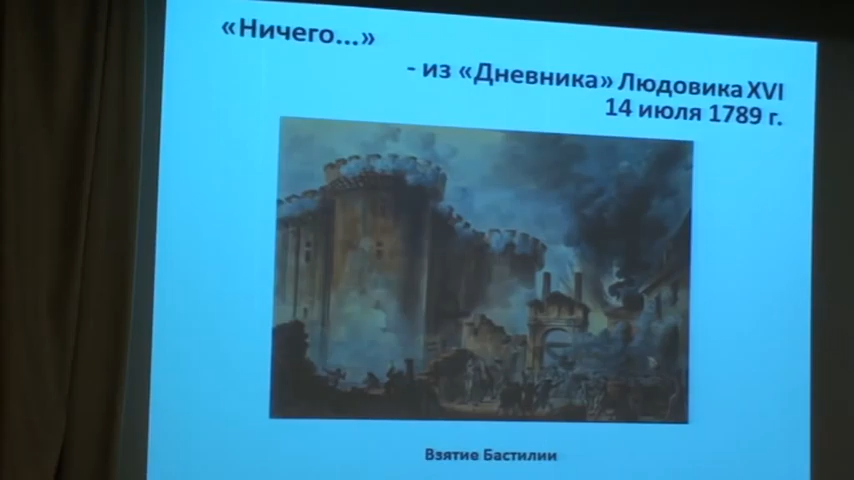 «Ничего...»
- из «Дневника» Людовика XVI
14 июля 1789 г.
Взятие Бастилии